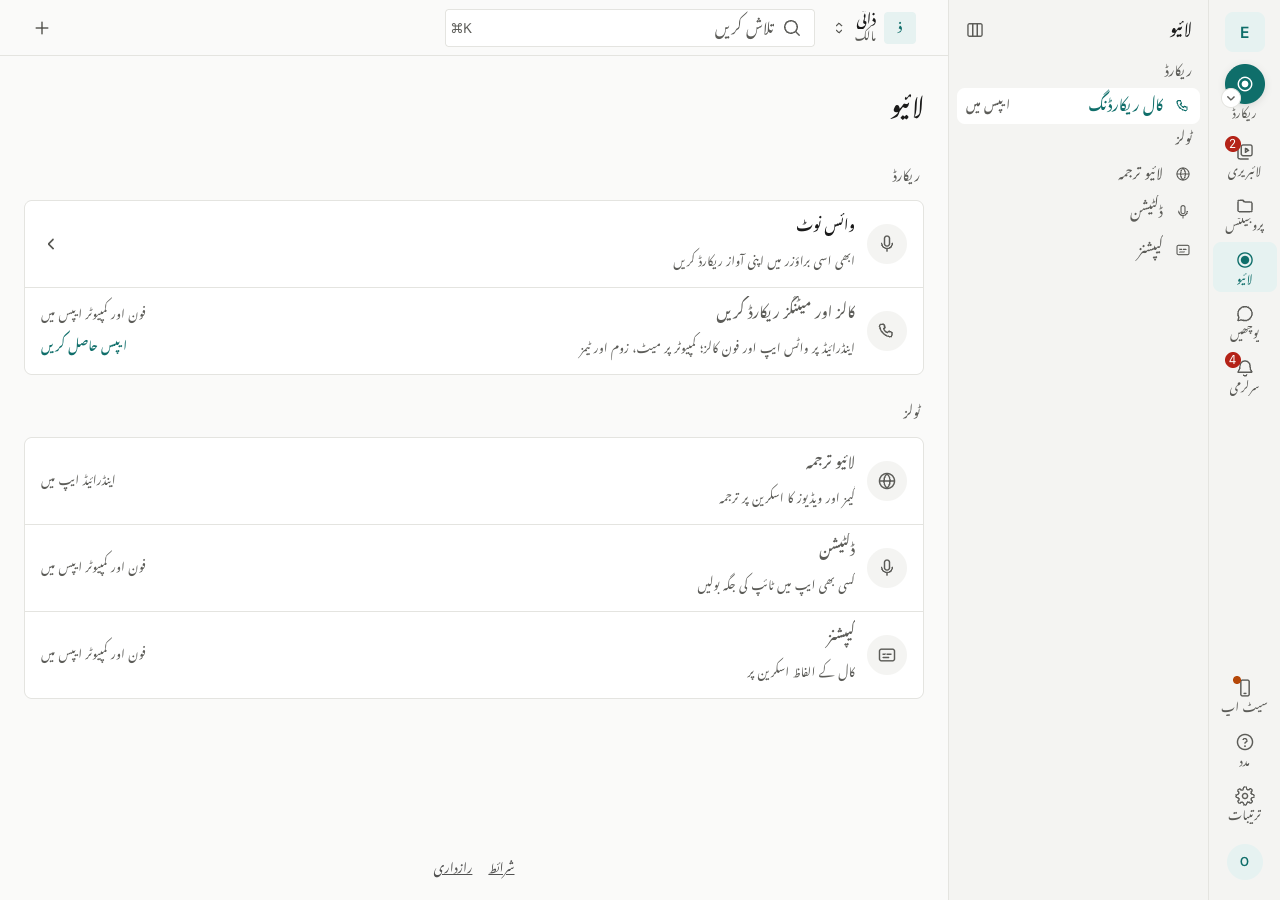 E
ریکارڈ
2
لائبریری
پروجیکٹس
لائیو
پوچھیں
4
سرگرمی
سیٹ اپ
مدد
ترتیبات
O
لائیو
ریکارڈ
کال ریکارڈنگ
ایپس میں
ٹولز
لائیو ترجمہ
ڈکٹیشن
کیپشنز
ذ
ذاتی
مالک
تلاش کریں
⌘K
لائیو
ریکارڈ
وائس نوٹ
ابھی اسی براؤزر میں اپنی آواز ریکارڈ کریں
کالز اور میٹنگز ریکارڈ کریں
اینڈرائیڈ پر واٹس ایپ اور فون کالز؛ کمپیوٹر پر میٹ، زوم اور ٹیمز
فون اور کمپیوٹر ایپس میں
ایپس حاصل کریں
ٹولز
لائیو ترجمہ
گیمز اور ویڈیوز کا اسکرین پر ترجمہ
اینڈرائیڈ ایپ میں
ڈکٹیشن
کسی بھی ایپ میں ٹائپ کی جگہ بولیں
فون اور کمپیوٹر ایپس میں
کیپشنز
کال کے الفاظ اسکرین پر
فون اور کمپیوٹر ایپس میں
شرائط
رازداری